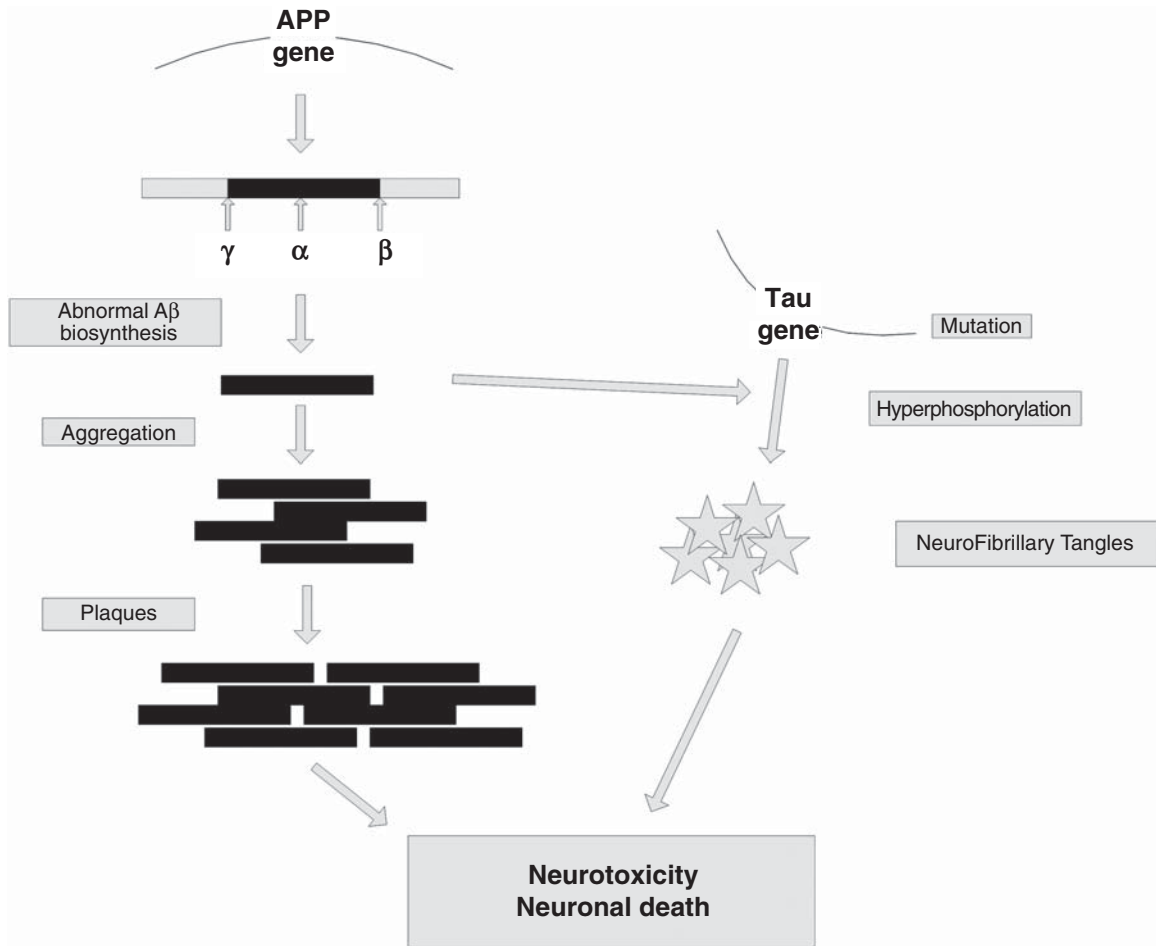 APP
gene
γ
α
β
Abnormal Aβ
biosynthesis
Aggregation
Plaques
Tau
gene
Mutation
Hyperphosphorylation
NeuroFibrillary Tangles
Neurotoxicity
Neuronal death